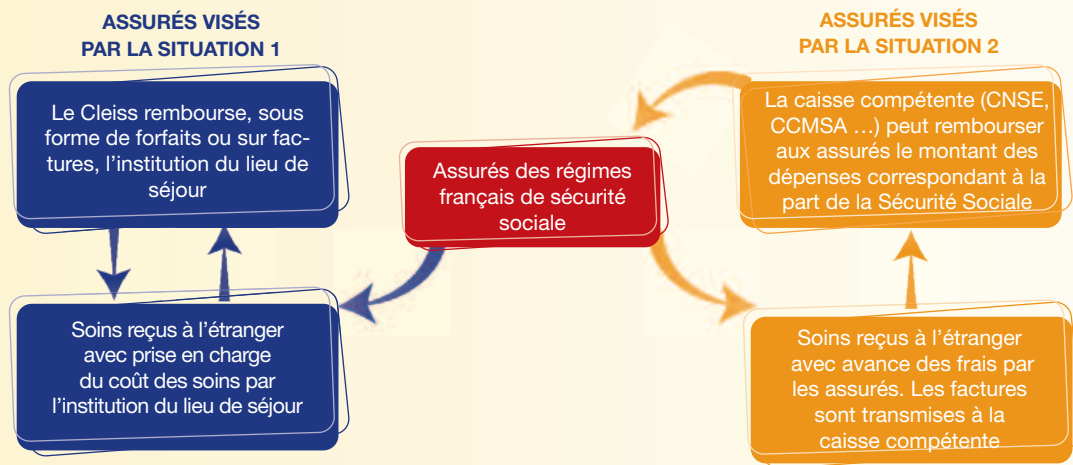 ASSURÉS VISÉS
PAR LA SITUATION 1
Le Cleiss rembourse, sous
forme de forfaits ou sur fac-
tures, l'institution du lieu de
séjour
Soins reçus à l'étranger
avec prise en charge
du coût des soins par
l'institution du lieu de séjour
Assurés des régimes
français de sécurité
sociale
ASSURÉS VISÉS
PAR LA SITUATION 2
La caisse compétente (CNSE,
CCMSA ...) peut rembourser
aux assurés le montant des
dépenses correspondant à la
part de la Sécurité Sociale
Soins reçus à l'étranger
avec avance des frais par
les assurés. Les factures
sont transmises à la
caisse compétente